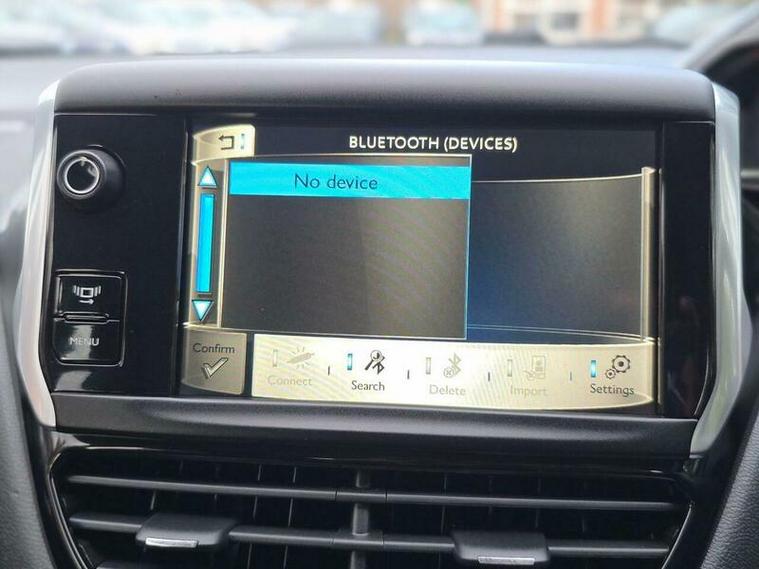 BLUETOOTH (DEVICES)
No device
MENU
Confirm
Connect
Search
Delete
Import
Settings